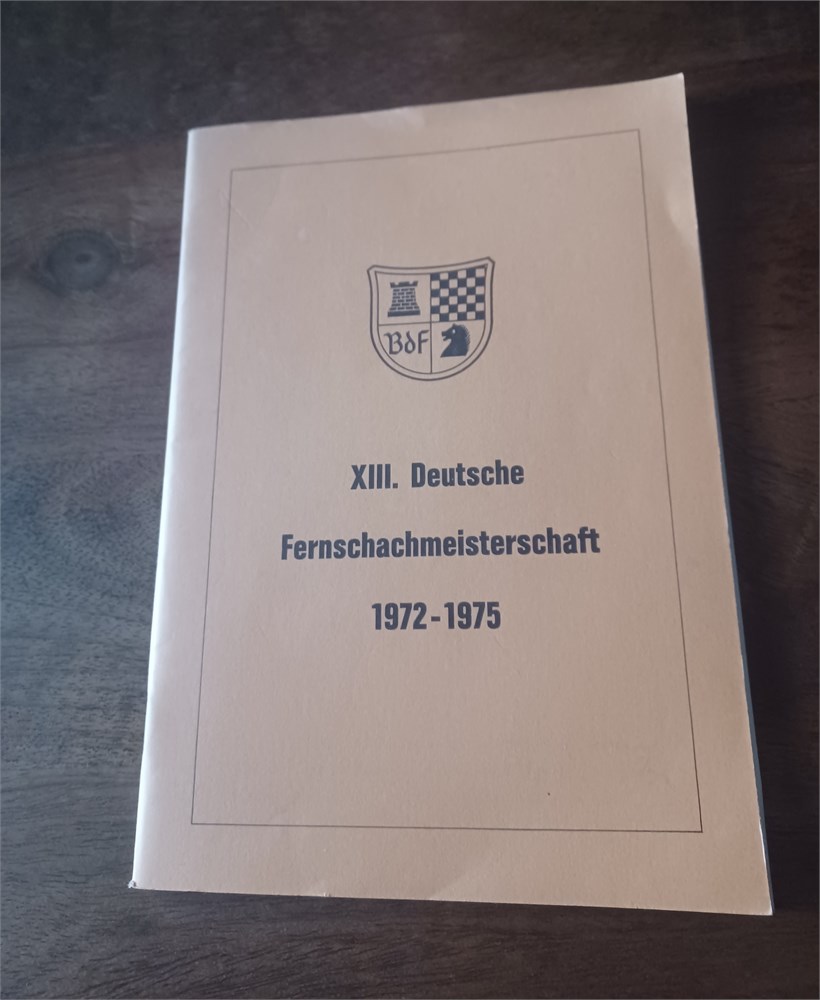 BdF
XIII. Deutsche
Fernschachmeisterschaft
1972-1975